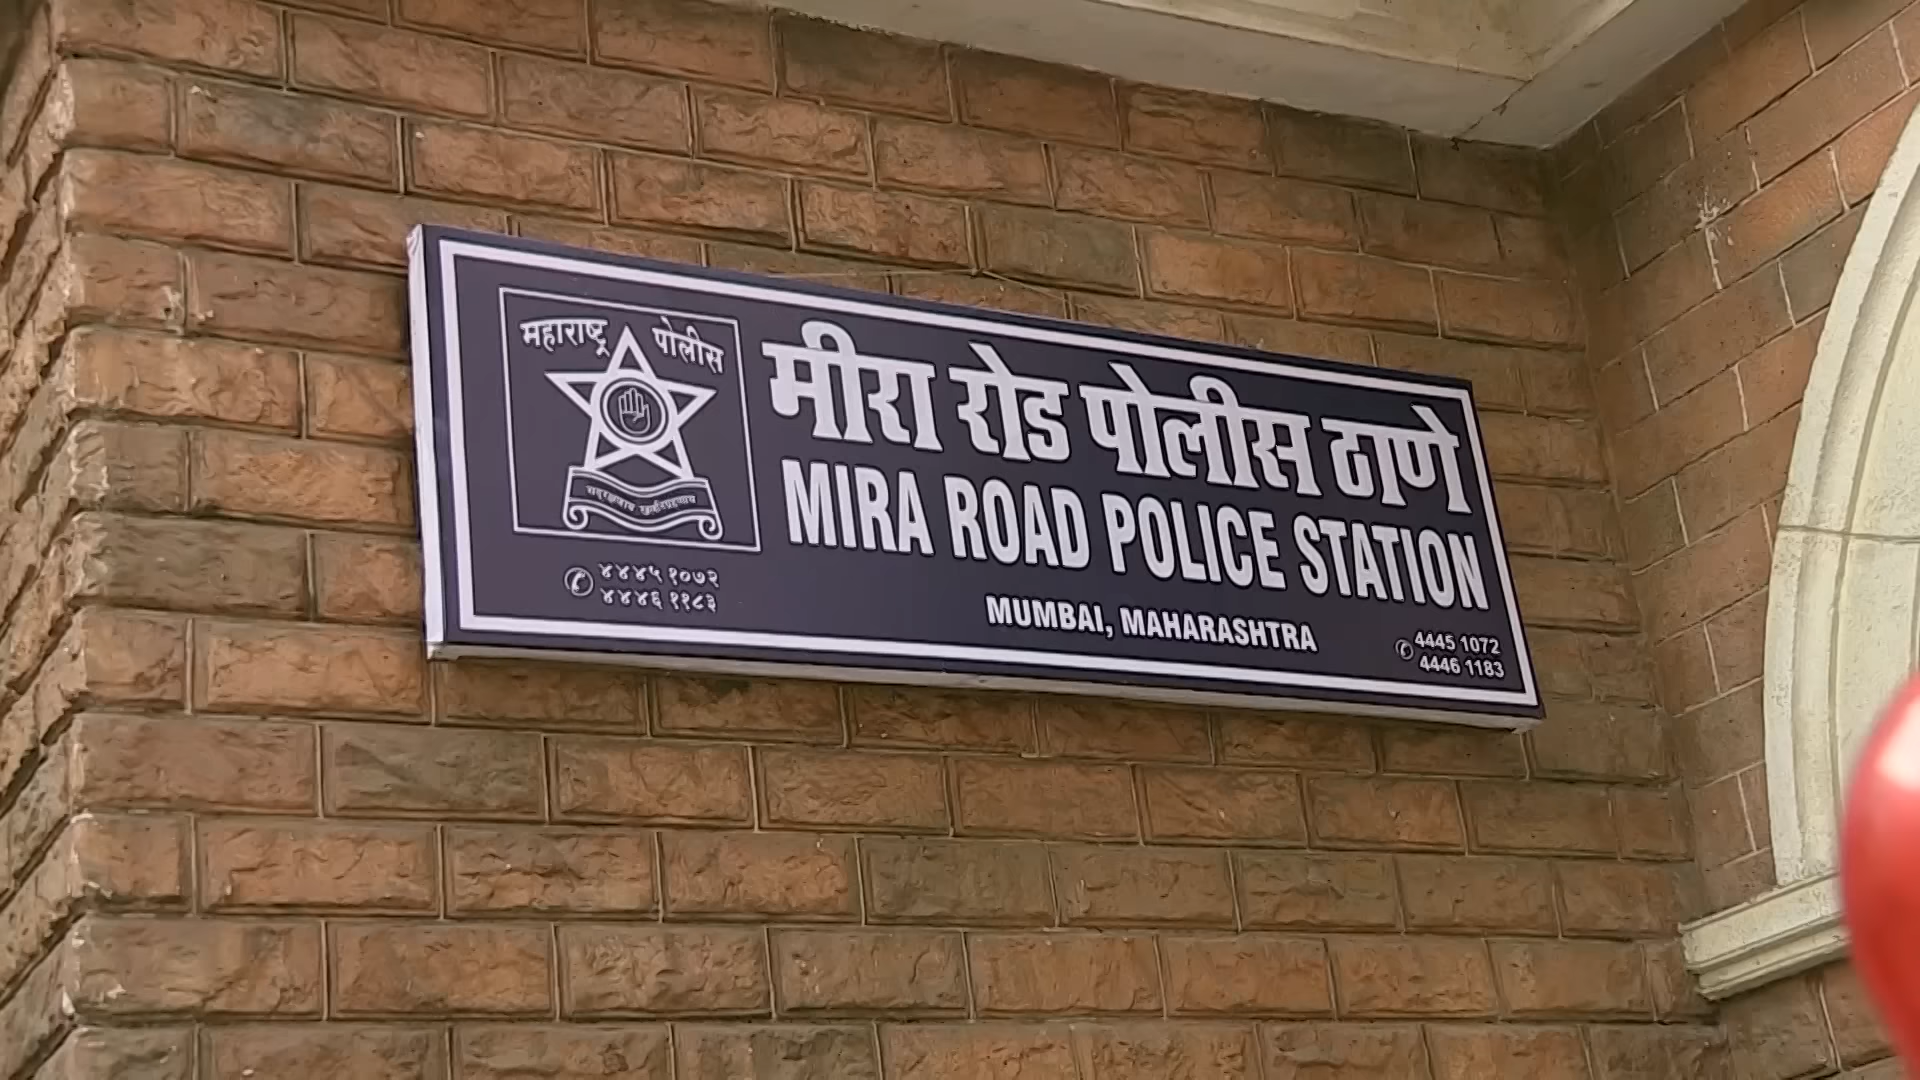 महाराष्ट्र पोलीस
मीरा रोड पोलीस ठाणे
MIRA ROAD POLICE STATION
MUMBAI, MAHARASHTRA
४४४५ १०७२
४४४६ ११८३
4445 1072
4446 1183